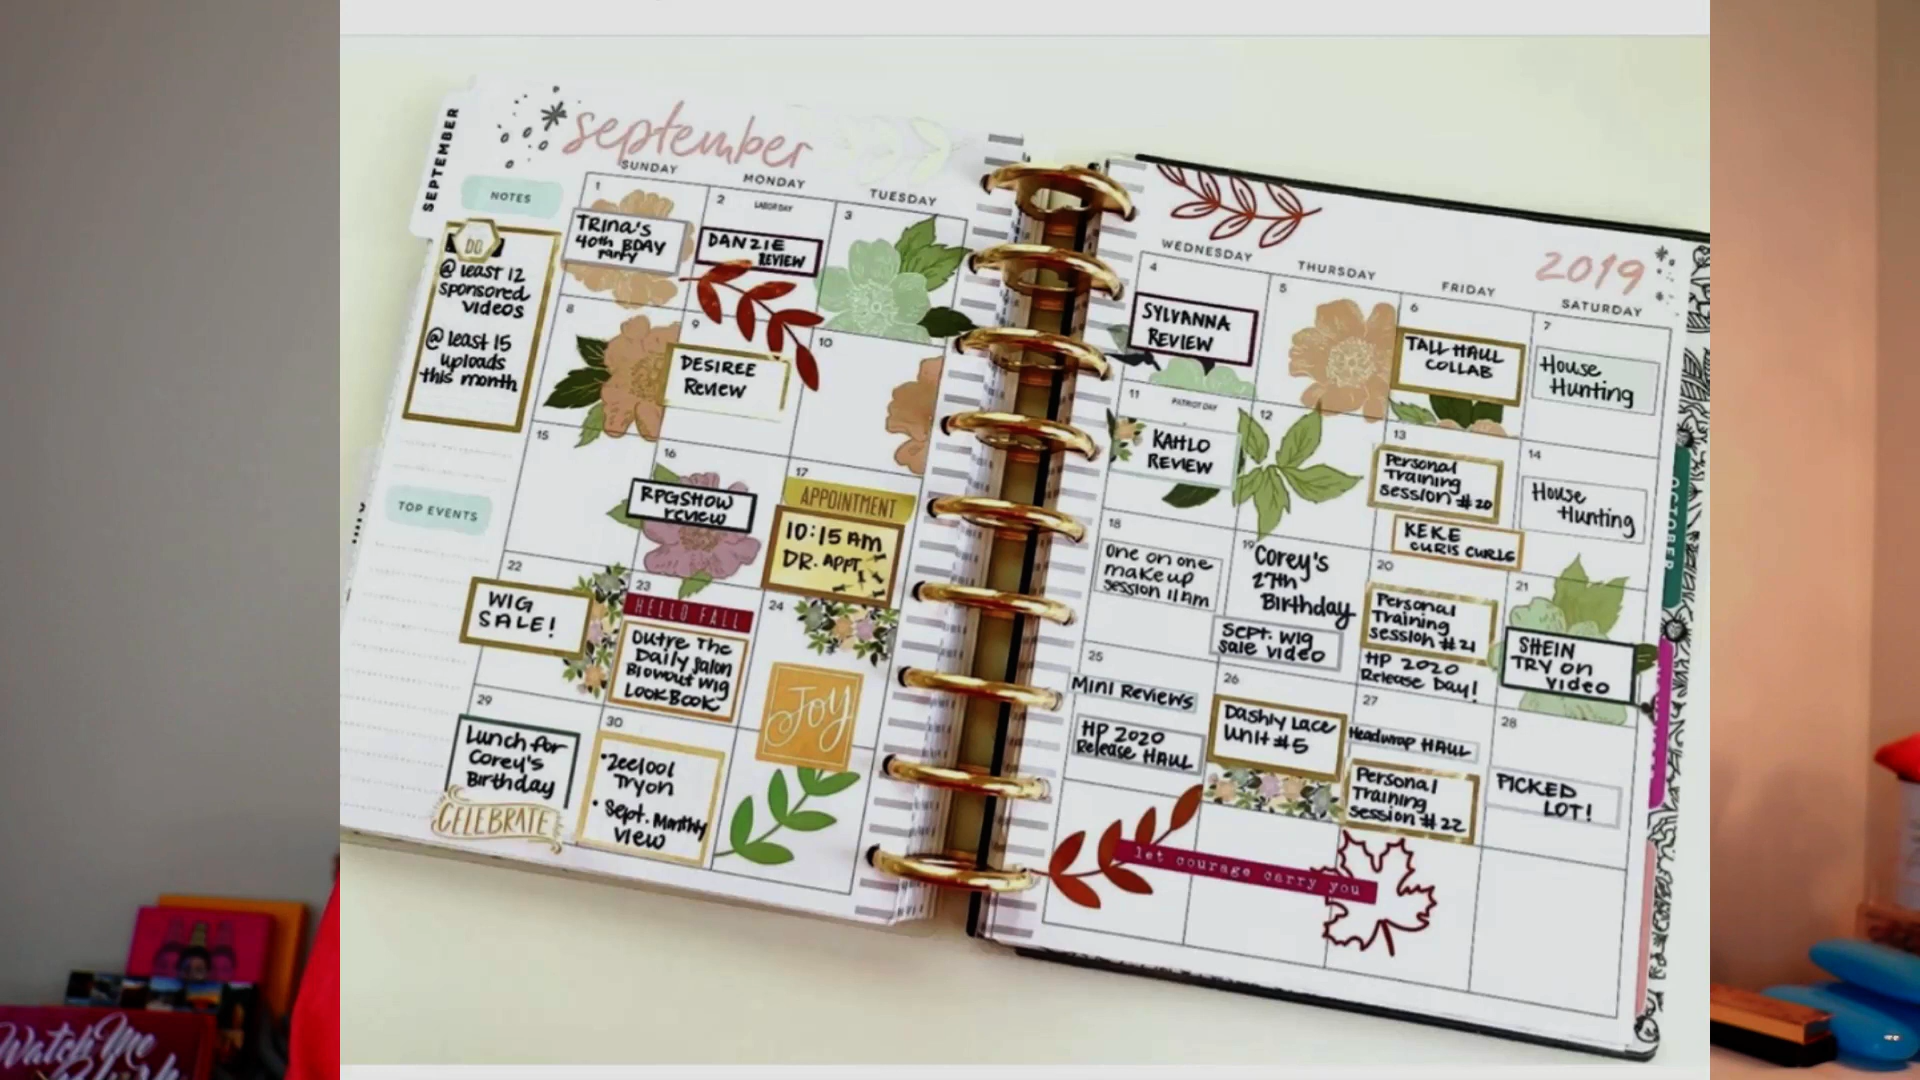 SEPTEMBER
september
2019
SUNDAY
MONDAY
TUESDAY
WEDNESDAY
THURSDAY
FRIDAY
SATURDAY
NOTES
DO
@ least 12
sponsored
videos
@ least 15
uploads
this month
TOP EVENTS
1
TRINA'S
40th BDAY
Party
2
LABOR DAY
DANZIE
REVIEW
3
4
SYLVANNA
REVIEW
5
6
TALL HAUL
COLLAB
7
House
Hunting
8
9
DESIREE
Review
10
11
PATRIOT DAY
KAHLO
REVIEW
12
13
Personal
Training
session #20
KEKE
CURIS CURLS
14
House
Hunting
15
16
RPGSHOW
review
17
APPOINTMENT
10:15 AM
DR. APPT
18
One on one
makeup
session 11am
19
Corey's
27th
Birthday
Sept. wig
sale video
20
Personal
Training
session #21
HP 2020
Release Day!
21
SHEIN
TRY on
video
22
WIG
SALE!
23
HELLO FALL
Outre The
Daily Salon
Blowout wig
LOOKBOOK
24
Joy
25
Mini Reviews
HP 2020
Release HAUL
26
Dashly Lace
Unit #5
27
Headwrap HAUL
Personal
Training
session #22
28
PICKED
LOT!
29
Lunch for
Corey's
Birthday
CELEBRATE
30
• Zeelool
Tryon
• Sept. Monthly
view
let courage carry you
OCTOBER
Watch Me